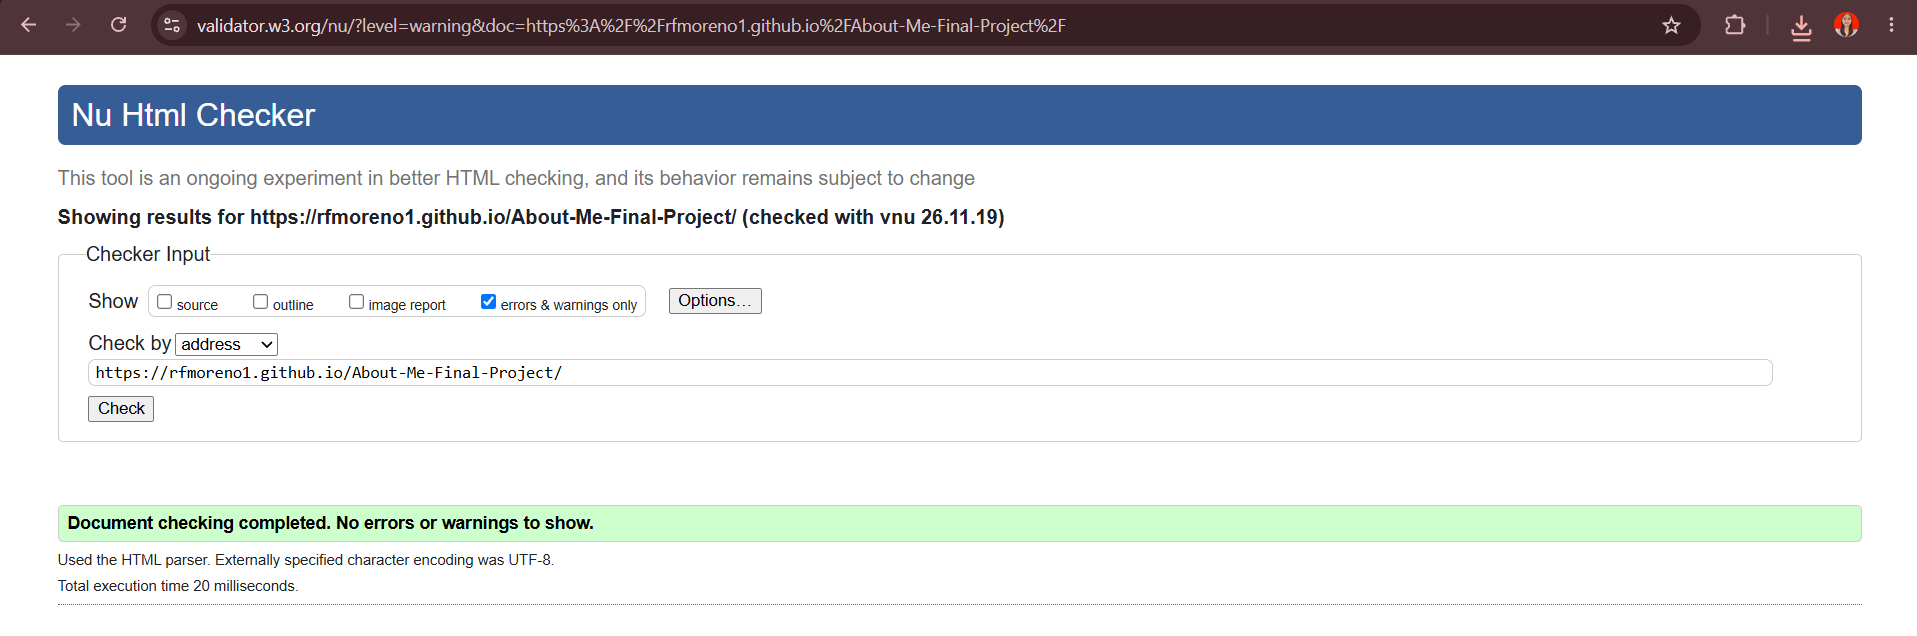 validator.w3.org/nu/?level=warning&doc=https%3A%2F%2Frfmoreno1.github.io%2FAbout-Me-Final-Project%2F
Nu Html Checker
This tool is an ongoing experiment in better HTML checking, and its behavior remains subject to change
Showing results for https://rfmoreno1.github.io/About-Me-Final-Project/ (checked with vnu 26.11.19)
Checker Input
Show source outline image report errors & warnings only Options…
Check by address
https://rfmoreno1.github.io/About-Me-Final-Project/
Check
Document checking completed. No errors or warnings to show.
Used the HTML parser. Externally specified character encoding was UTF-8.
Total execution time 20 milliseconds.